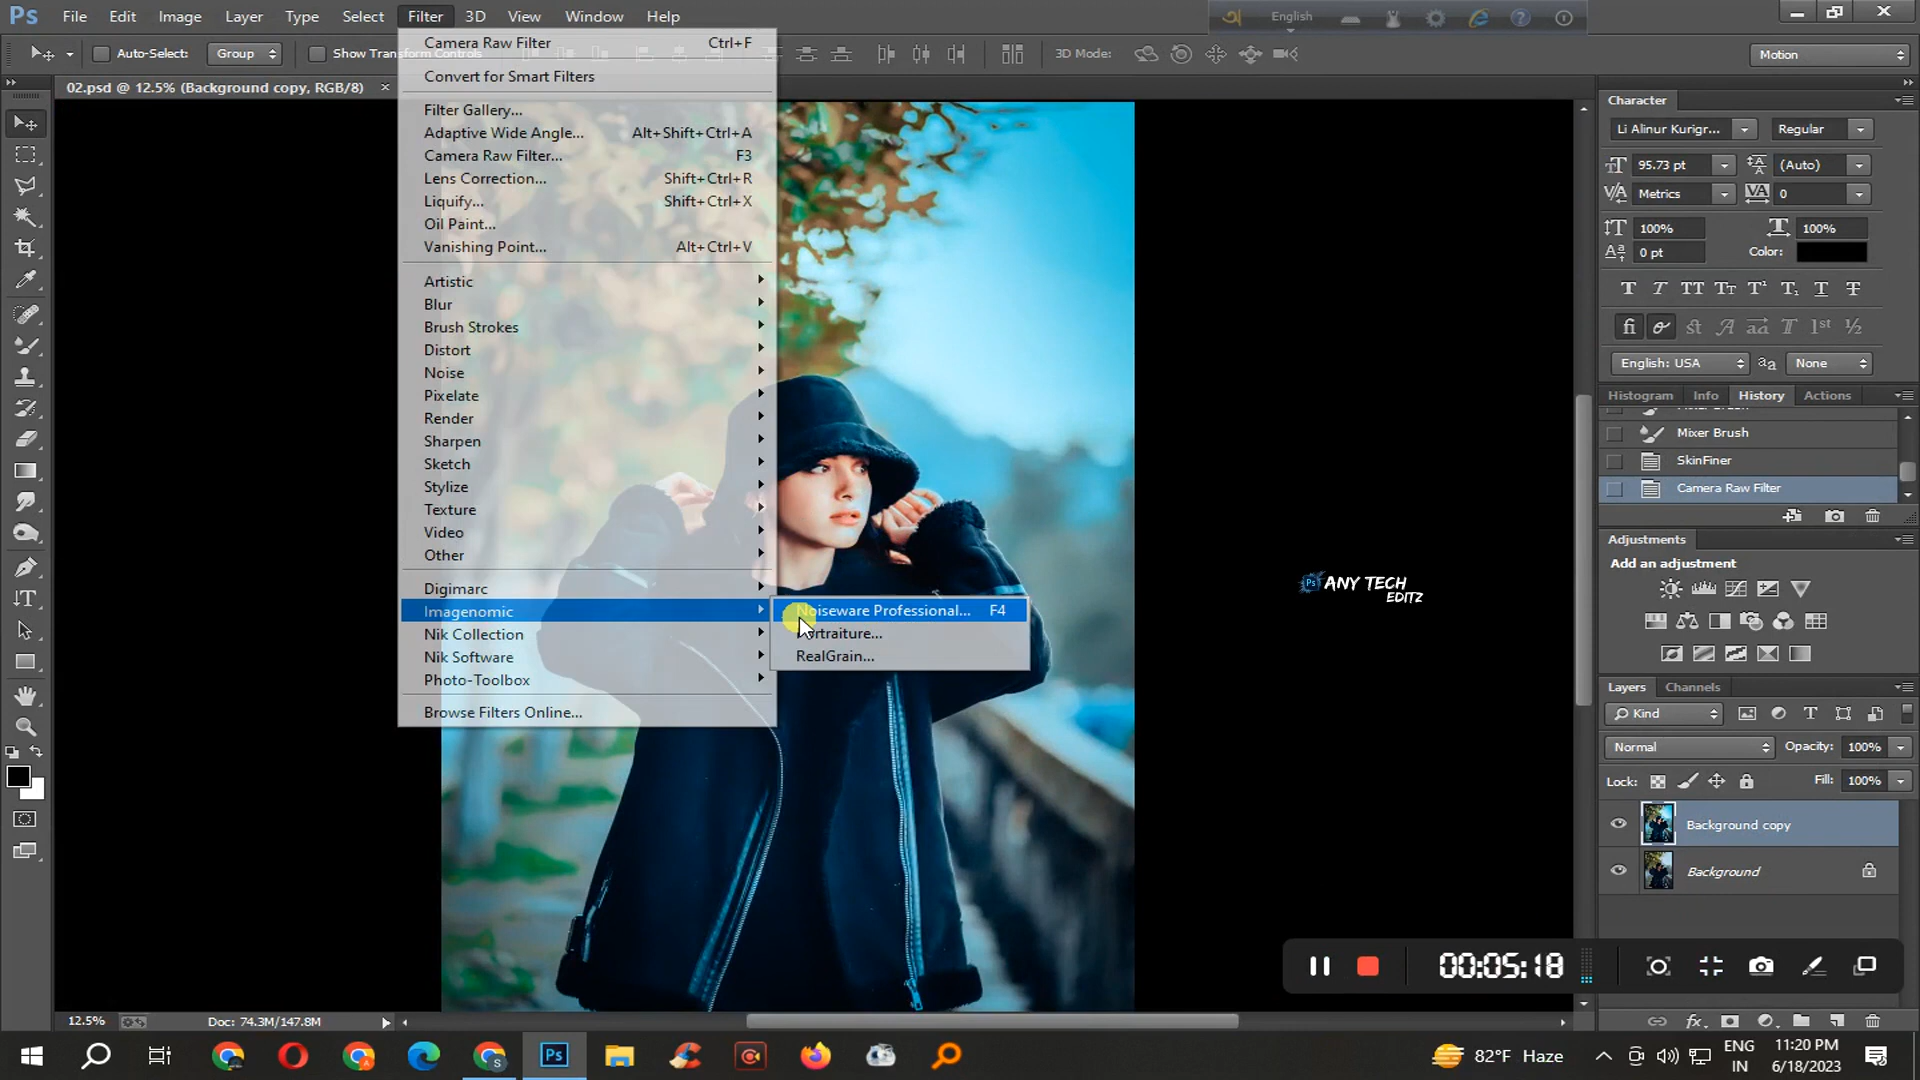 Ps File Edit Image Layer Type Select Filter 3D View Window Help
English
Auto-Select: Group Show Transform Controls 3D Mode: Motion
02.psd @ 12.5% (Background copy, RGB/8) ×
Camera Raw Filter Ctrl+F
Convert for Smart Filters
Filter Gallery...
Adaptive Wide Angle... Alt+Shift+Ctrl+A
Camera Raw Filter... F3
Lens Correction... Shift+Ctrl+R
Liquify... Shift+Ctrl+X
Oil Paint...
Vanishing Point... Alt+Ctrl+V
Artistic
Blur
Brush Strokes
Distort
Noise
Pixelate
Render
Sharpen
Sketch
Stylize
Texture
Video
Other
Digimarc
Imagenomic
Nik Collection
Nik Software
Photo-Toolbox
Browse Filters Online...
Noiseware Professional... F4
Portraiture...
RealGrain...
Character
Li Alinur Kurigr... Regular
95.73 pt (Auto)
Metrics 0
100% 100%
0 pt Color:
English: USA aa None
Histogram Info History Actions
Mixer Brush
SkinFiner
Camera Raw Filter
Adjustments
Add an adjustment
Ps ANY TECH
EDITZ
Layers Channels
Kind
Normal Opacity: 100%
Lock: Fill: 100%
Background copy
Background
00:05:18
12.5% Doc: 74.3M/147.8M
Ps 82°F Haze
ENG
IN
11:20 PM
6/18/2023